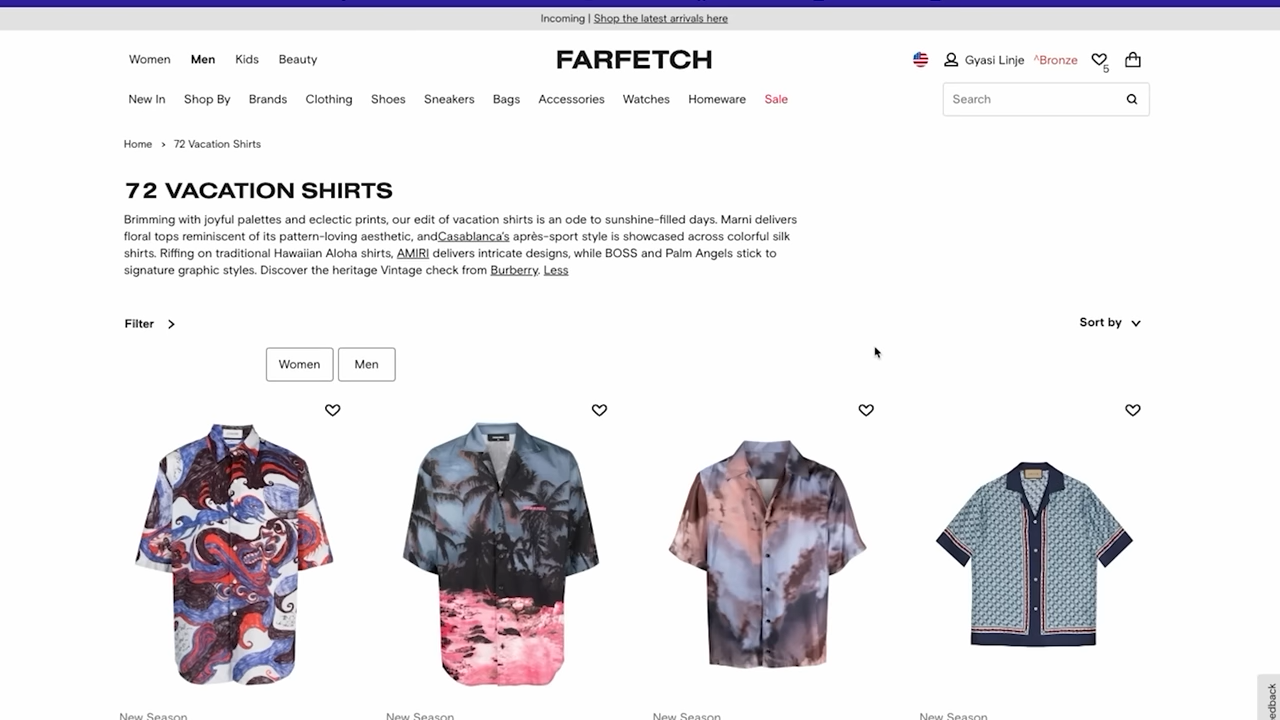 Incoming | Shop the latest arrivals here
Women Men Kids Beauty
FARFETCH
Gyasi Linje ^Bronze 5
New In Shop By Brands Clothing Shoes Sneakers Bags Accessories Watches Homeware Sale
Search
Home > 72 Vacation Shirts
72 VACATION SHIRTS
Brimming with joyful palettes and eclectic prints, our edit of vacation shirts is an ode to sunshine-filled days. Marni delivers
floral tops reminiscent of its pattern-loving aesthetic, andCasablanca's après-sport style is showcased across colorful silk
shirts. Riffing on traditional Hawaiian Aloha shirts, AMIRI delivers intricate designs, while BOSS and Palm Angels stick to
signature graphic styles. Discover the heritage Vintage check from Burberry. Less
Filter >
Sort by
Women Men
New Season New Season New Season New Season
edback